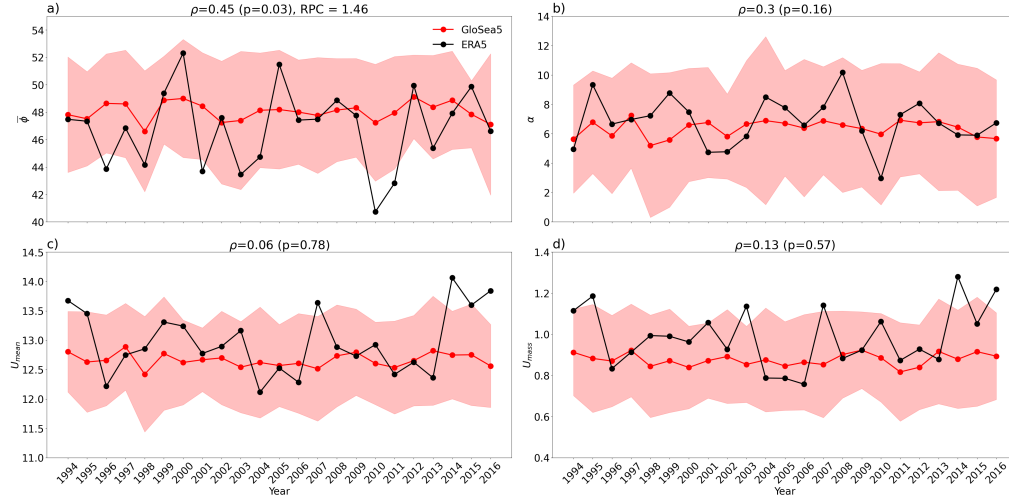 a)
ρ=0.45 (p=0.03), RPC = 1.46
GloSea5
ERA5
54
52
50
48
46
44
42
40
ϕ̅
b)
ρ=0.3 (p=0.16)
14
12
10
8
6
4
2
0
α
c)
ρ=0.06 (p=0.78)
14.5
14.0
13.5
13.0
12.5
12.0
11.5
11.0
U_mean
1994 1995 1996 1997 1998 1999 2000 2001 2002 2003 2004 2005 2006 2007 2008 2009 2010 2011 2012 2013 2014 2015 2016
Year
d)
ρ=0.13 (p=0.57)
1.4
1.2
1.0
0.8
0.6
0.4
U_mass
1994 1995 1996 1997 1998 1999 2000 2001 2002 2003 2004 2005 2006 2007 2008 2009 2010 2011 2012 2013 2014 2015 2016
Year